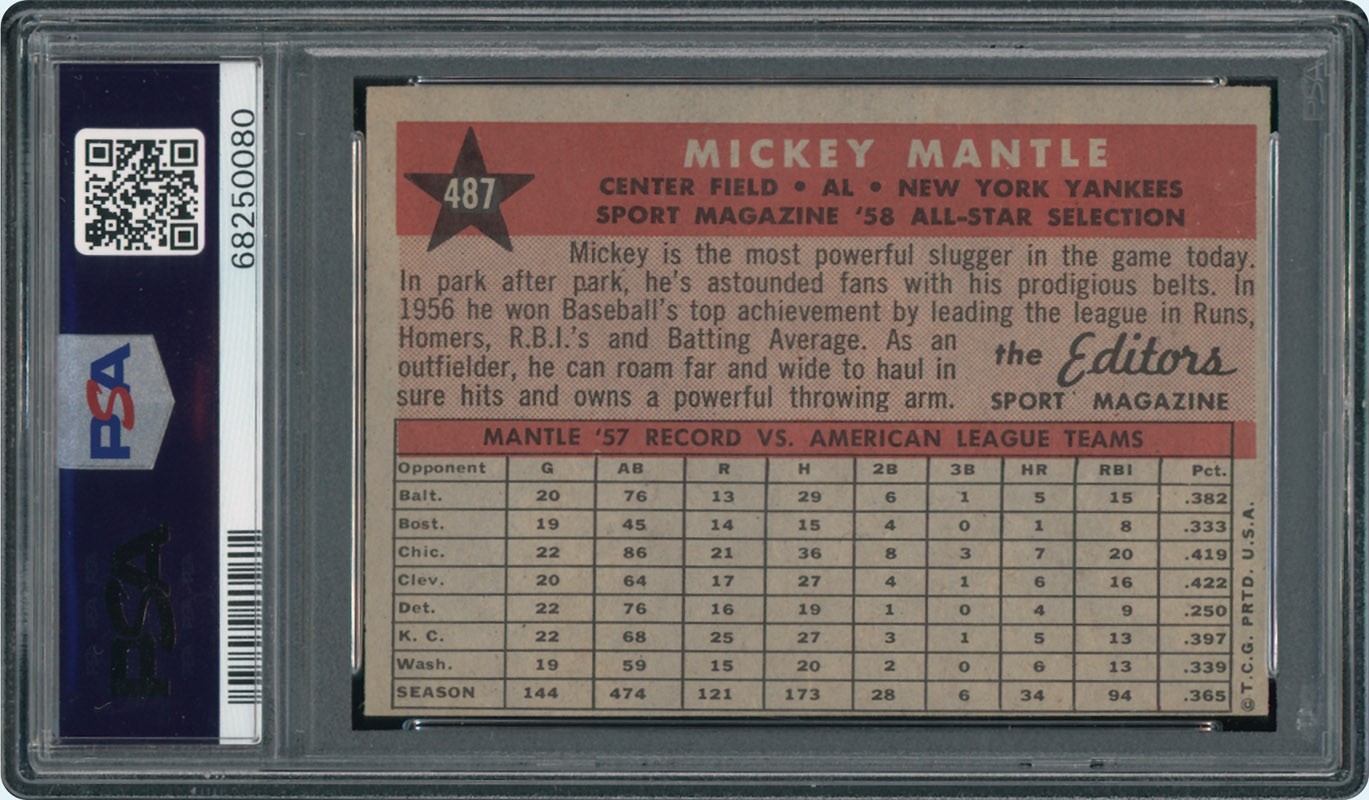 68250080
PSA
PSA
PSA
487
MICKEY MANTLE
CENTER FIELD • AL • NEW YORK YANKEES
SPORT MAGAZINE '58 ALL-STAR SELECTION
Mickey is the most powerful slugger in the game today.
In park after park, he's astounded fans with his prodigious belts. In
1956 he won Baseball's top achievement by leading the league in Runs,
Homers, R.B.I.'s and Batting Average. As an
outfielder, he can roam far and wide to haul in
sure hits and owns a powerful throwing arm.
the Editors
SPORT MAGAZINE
MANTLE '57 RECORD VS. AMERICAN LEAGUE TEAMS
Opponent G AB R H 2B 3B HR RBI Pct.
Balt. 20 76 13 29 6 1 5 15 .382
Bost. 19 45 14 15 4 0 1 8 .333
Chic. 22 86 21 36 8 3 7 20 .419
Clev. 20 64 17 27 4 1 6 16 .422
Det. 22 76 16 19 1 0 4 9 .250
K. C. 22 68 25 27 3 1 5 13 .397
Wash. 19 59 15 20 2 0 6 13 .339
SEASON 144 474 121 173 28 6 34 94 .365
© T.C.G. PRTD. U.S.A.